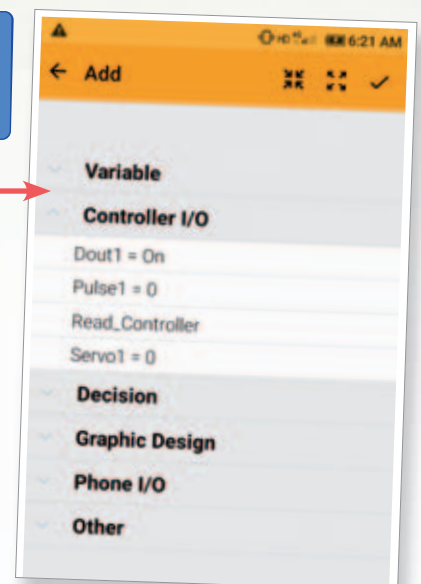 6:21 AM
Add
Variable
Controller I/O
Dout1 = On
Pulse1 = 0
Read_Controller
Servo1 = 0
Decision
Graphic Design
Phone I/O
Other